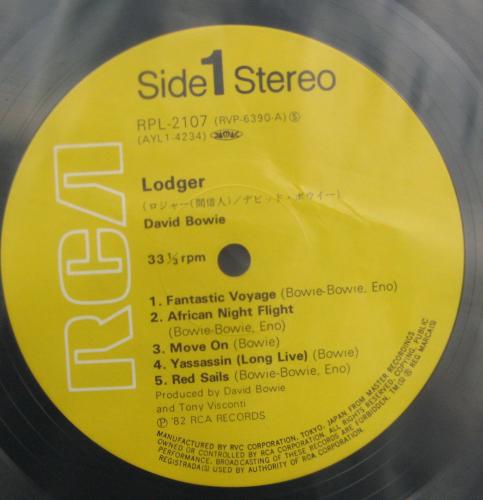 Side 1 Stereo
RPL-2107 (RVP-6390-A) Ⓢ
(AYL1-4234)
Lodger
(ロジャー(間借人)/デビッド・ボウイー)
David Bowie
33 1/3 rpm
1. Fantastic Voyage (Bowie-Bowie, Eno)
2. African Night Flight
(Bowie-Bowie, Eno)
3. Move On (Bowie)
4. Yassassin (Long Live) (Bowie)
5. Red Sails (Bowie-Bowie, Eno)
Produced by David Bowie
and Tony Visconti
Ⓟ '82 RCA RECORDS
MANUFACTURED BY RVC CORPORATION, TOKYO, JAPAN FROM MASTER RECORDINGS
OWNED OR CONTROLLED BY RCA CORPORATION. ALL RIGHTS RESERVED, COPYING, PUBLIC
PERFORMANCE, BROADCASTING OF THESE RECORDS ARE FORBIDDEN. TM(S) ® REG MARCA(S)
REGISTRADA(S) USED BY AUTHORITY OF RCA CORPORATION.
RCA